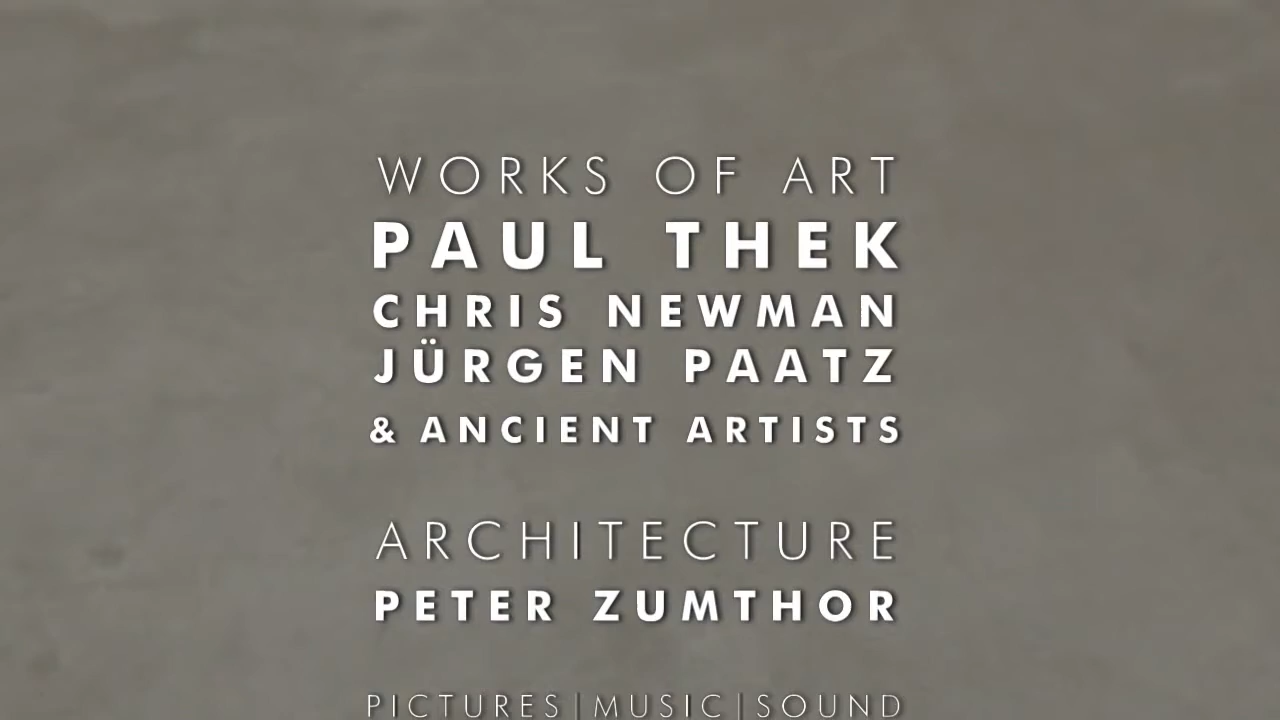 WORKS OF ART
PAUL THEK
CHRIS NEWMAN
JÜRGEN PAATZ
& ANCIENT ARTISTS
ARCHITECTURE
PETER ZUMTHOR
PICTURES|MUSIC|SOUND